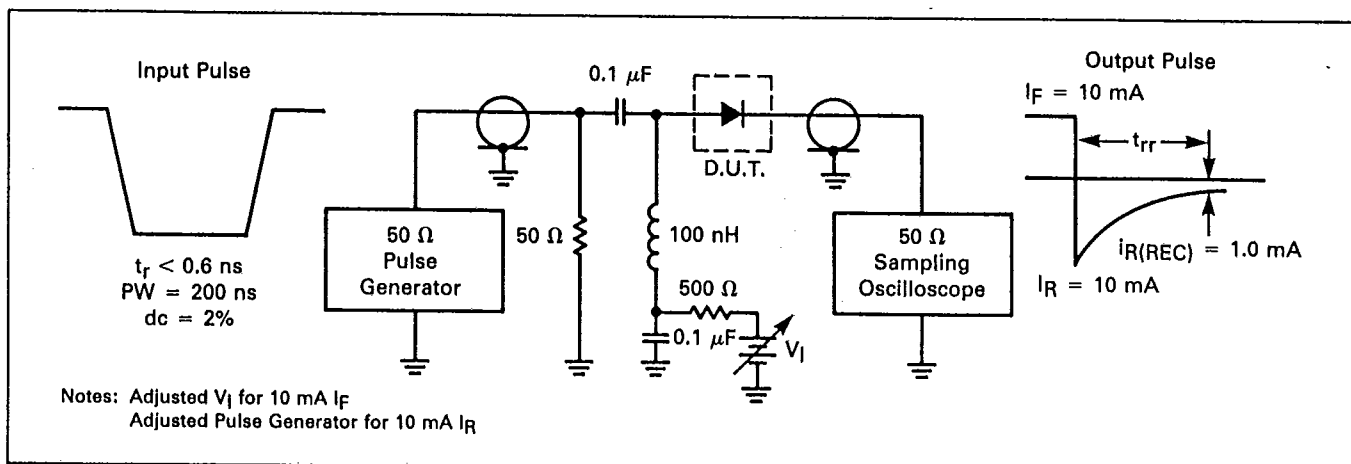 Input Pulse
t_r < 0.6 ns
PW = 200 ns
dc = 2%
50 Ω
Pulse
Generator
50 Ω
0.1 μF
100 nH
500 Ω
0.1 μF
V_I
D.U.T.
50 Ω
Sampling
Oscilloscope
Output Pulse
I_F = 10 mA
t_rr
i_R(REC) = 1.0 mA
I_R = 10 mA
Notes: Adjusted V_I for 10 mA I_F
Adjusted Pulse Generator for 10 mA I_R